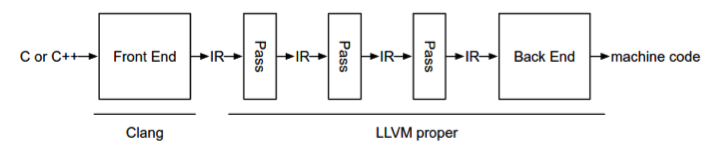 C or C++ Front End IR Pass IR Pass IR Pass IR Back End machine code
Clang LLVM proper